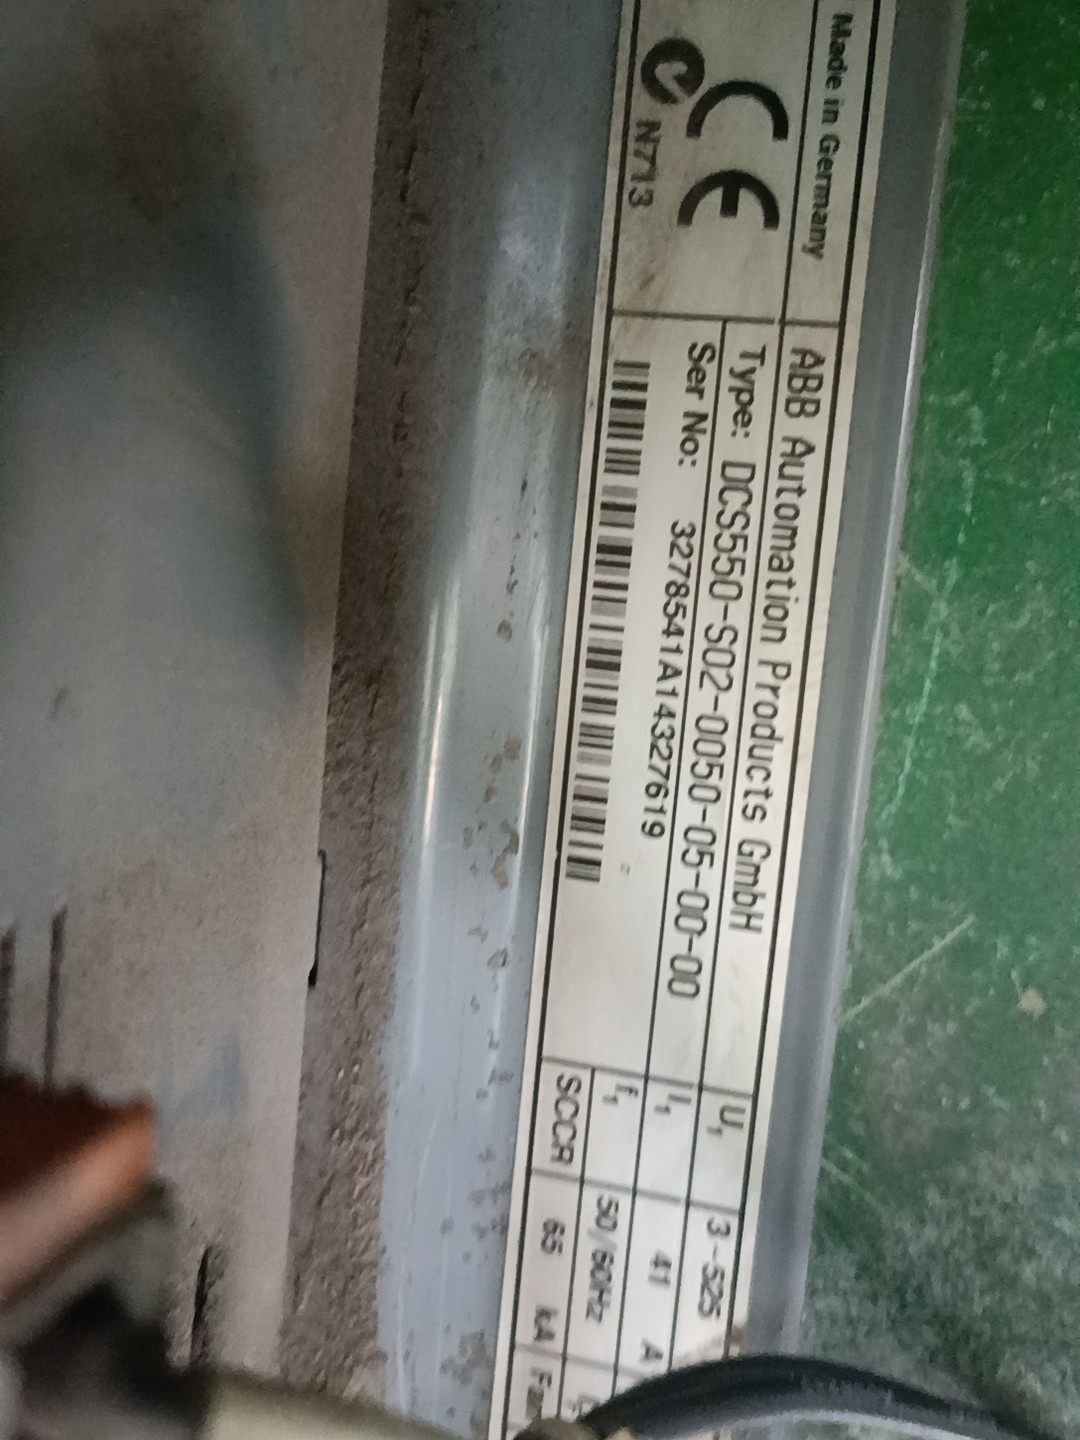 Made in Germany
CE
N713
ABB Automation Products GmbH
Type: DCS550-S02-0050-05-00-00
Ser No: 3278541A14327619
U₁ 3~525
I₁ 41 A
f₁ 50/60Hz
SCCR 65 kA